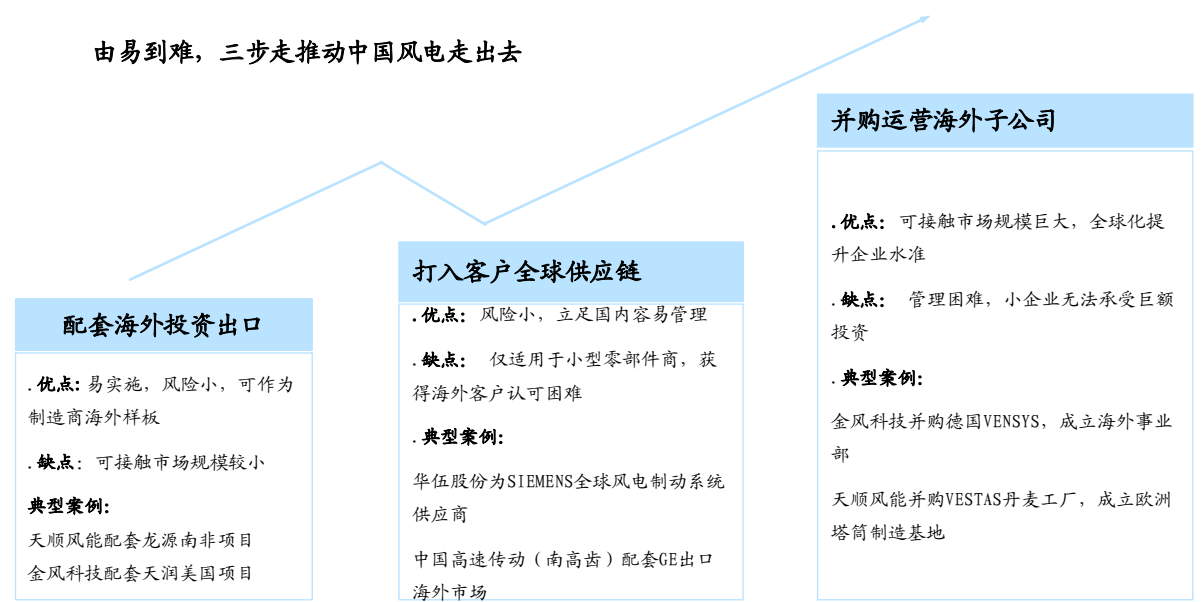 由易到难，三步走推动中国风电走出去
配套海外投资出口
.优点:易实施，风险小，可作为
制造商海外样板
.缺点：可接触市场规模较小
典型案例：
天顺风能配套龙源南非项目
金风科技配套天润美国项目
打入客户全球供应链
.优点：风险小，立足国内容易管理
.缺点： 仅适用于小型零部件商，获
得海外客户认可困难
.典型案例：
华伍股份为SIEMENS全球风电制动系统
供应商
中国高速传动（南高齿）配套GE出口
海外市场
并购运营海外子公司
.优点：可接触市场规模巨大，全球化提
升企业水准
.缺点： 管理困难，小企业无法承受巨额
投资
.典型案例：
金风科技并购德国VENSYS，成立海外事业
部
天顺风能并购VESTAS丹麦工厂，成立欧洲
塔筒制造基地